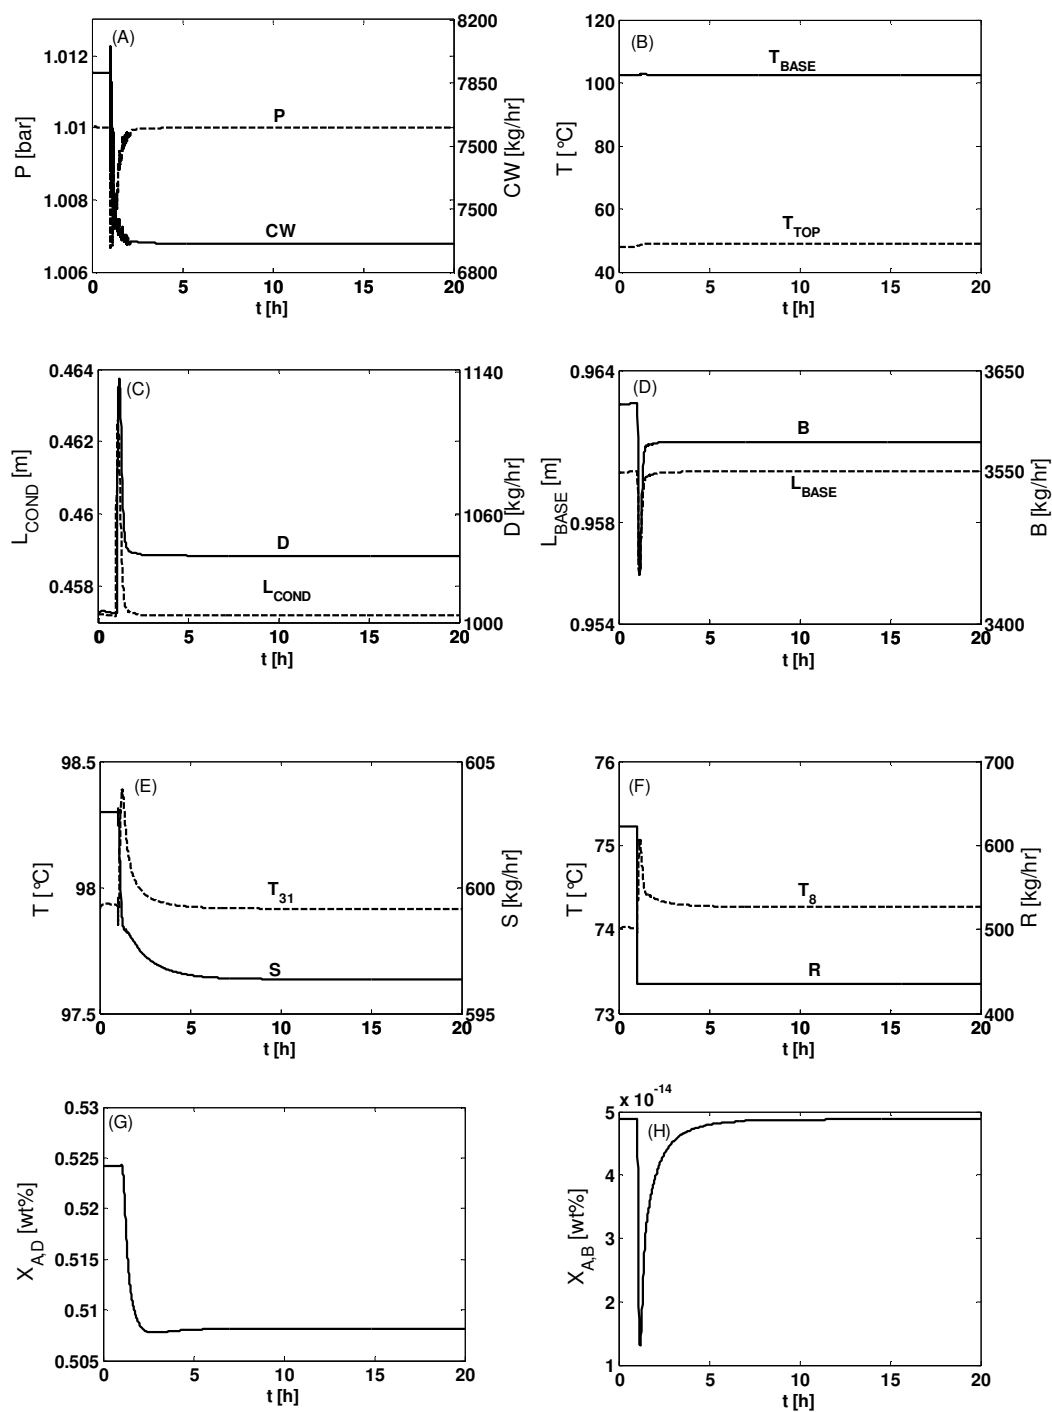 (A)
P [bar]
1.012
1.01
1.008
1.006
8200
7850
7500
7500
6800
CW [kg/hr]
P
CW
0 5 10 15 20
t [h]
(B)
T [°C]
120
100
80
60
40
T_BASE
T_TOP
0 5 10 15 20
t [h]
(C)
L_COND [m]
0.464
0.462
0.46
0.458
1140
1060
1000
D [kg/hr]
D
L_COND
0 5 10 15 20
t [h]
(D)
L_BASE [m]
0.964
0.958
0.954
3650
3550
3400
B [kg/hr]
B
L_BASE
0 5 10 15 20
t [h]
(E)
T [°C]
98.5
98
97.5
605
600
595
S [kg/hr]
T_31
S
0 5 10 15 20
t [h]
(F)
T [°C]
76
75
74
73
700
600
500
400
R [kg/hr]
T_8
R
0 5 10 15 20
t [h]
(G)
X_A,D [wt%]
0.53
0.525
0.52
0.515
0.51
0.505
0 5 10 15 20
t [h]
(H)
x 10^-14
X_A,B [wt%]
5
4
3
2
1
0 5 10 15 20
t [h]